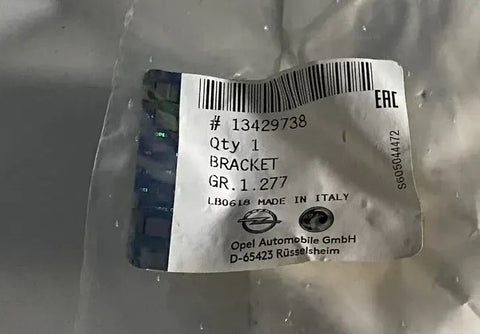 # 13429738
Qty 1
BRACKET
GR.1.277
LB0618 MADE IN ITALY
Opel Automobile GmbH
D-65423 Rüsselsheim
EAC
S605044472